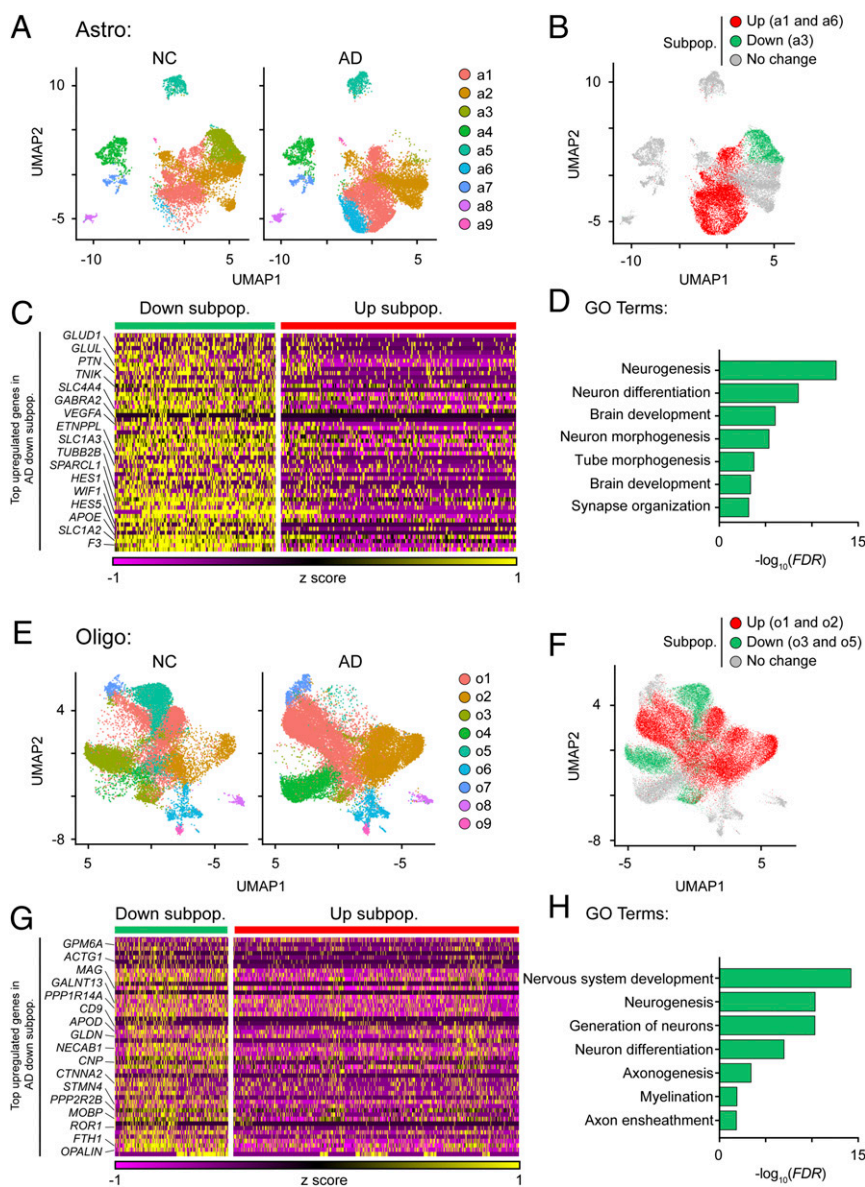 A
Astro:
NC
AD
10
-5
UMAP2
-10
5
-10
5
UMAP1
a1
a2
a3
a4
a5
a6
a7
a8
a9
B
Subpop.
Up (a1 and a6)
Down (a3)
No change
10
-5
UMAP2
-10
5
UMAP1
C
Down subpop.
Up subpop.
Top upregulated genes in
AD down subpop.
GLUD1
GLUL
PTN
TNIK
SLC4A4
GABRA2
VEGFA
ETNPPL
SLC1A3
TUBB2B
SPARCL1
HES1
WIF1
HES5
APOE
SLC1A2
F3
-1
z score
1
D
GO Terms:
Neurogenesis
Neuron differentiation
Brain development
Neuron morphogenesis
Tube morphogenesis
Brain development
Synapse organization
0
15
-log10(FDR)
E
Oligo:
NC
AD
4
-8
UMAP2
5
-5
5
-5
UMAP1
o1
o2
o3
o4
o5
o6
o7
o8
o9
F
Subpop.
Up (o1 and o2)
Down (o3 and o5)
No change
4
-8
UMAP2
-5
5
UMAP1
G
Down subpop.
Up subpop.
Top upregulated genes in
AD down subpop.
GPM6A
ACTG1
MAG
GALNT13
PPP1R14A
CD9
APOD
GLDN
NECAB1
CNP
CTNNA2
STMN4
PPP2R2B
MOBP
ROR1
FTH1
OPALIN
-1
z score
1
H
GO Terms:
Nervous system development
Neurogenesis
Generation of neurons
Neuron differentiation
Axonogenesis
Myelination
Axon ensheathment
0
15
-log10(FDR)